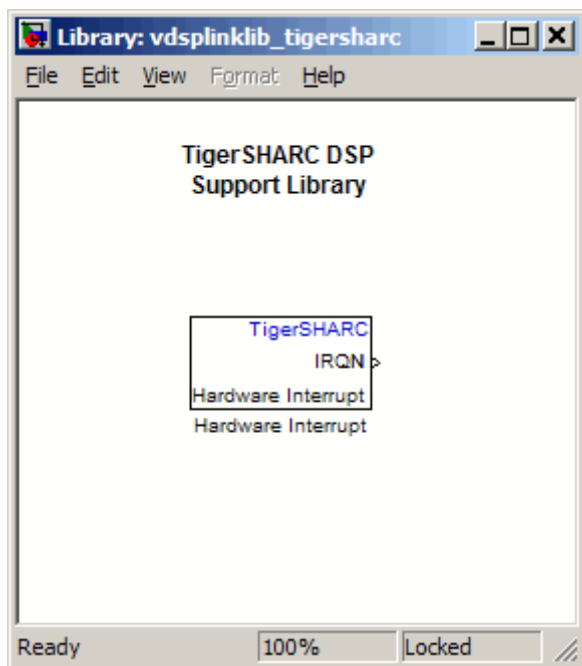 Library: vdsplinklib_tigersharc
File Edit View Format Help
TigerSHARC DSP
Support Library
TigerSHARC
IRQN
Hardware Interrupt
Hardware Interrupt
Ready 100% Locked